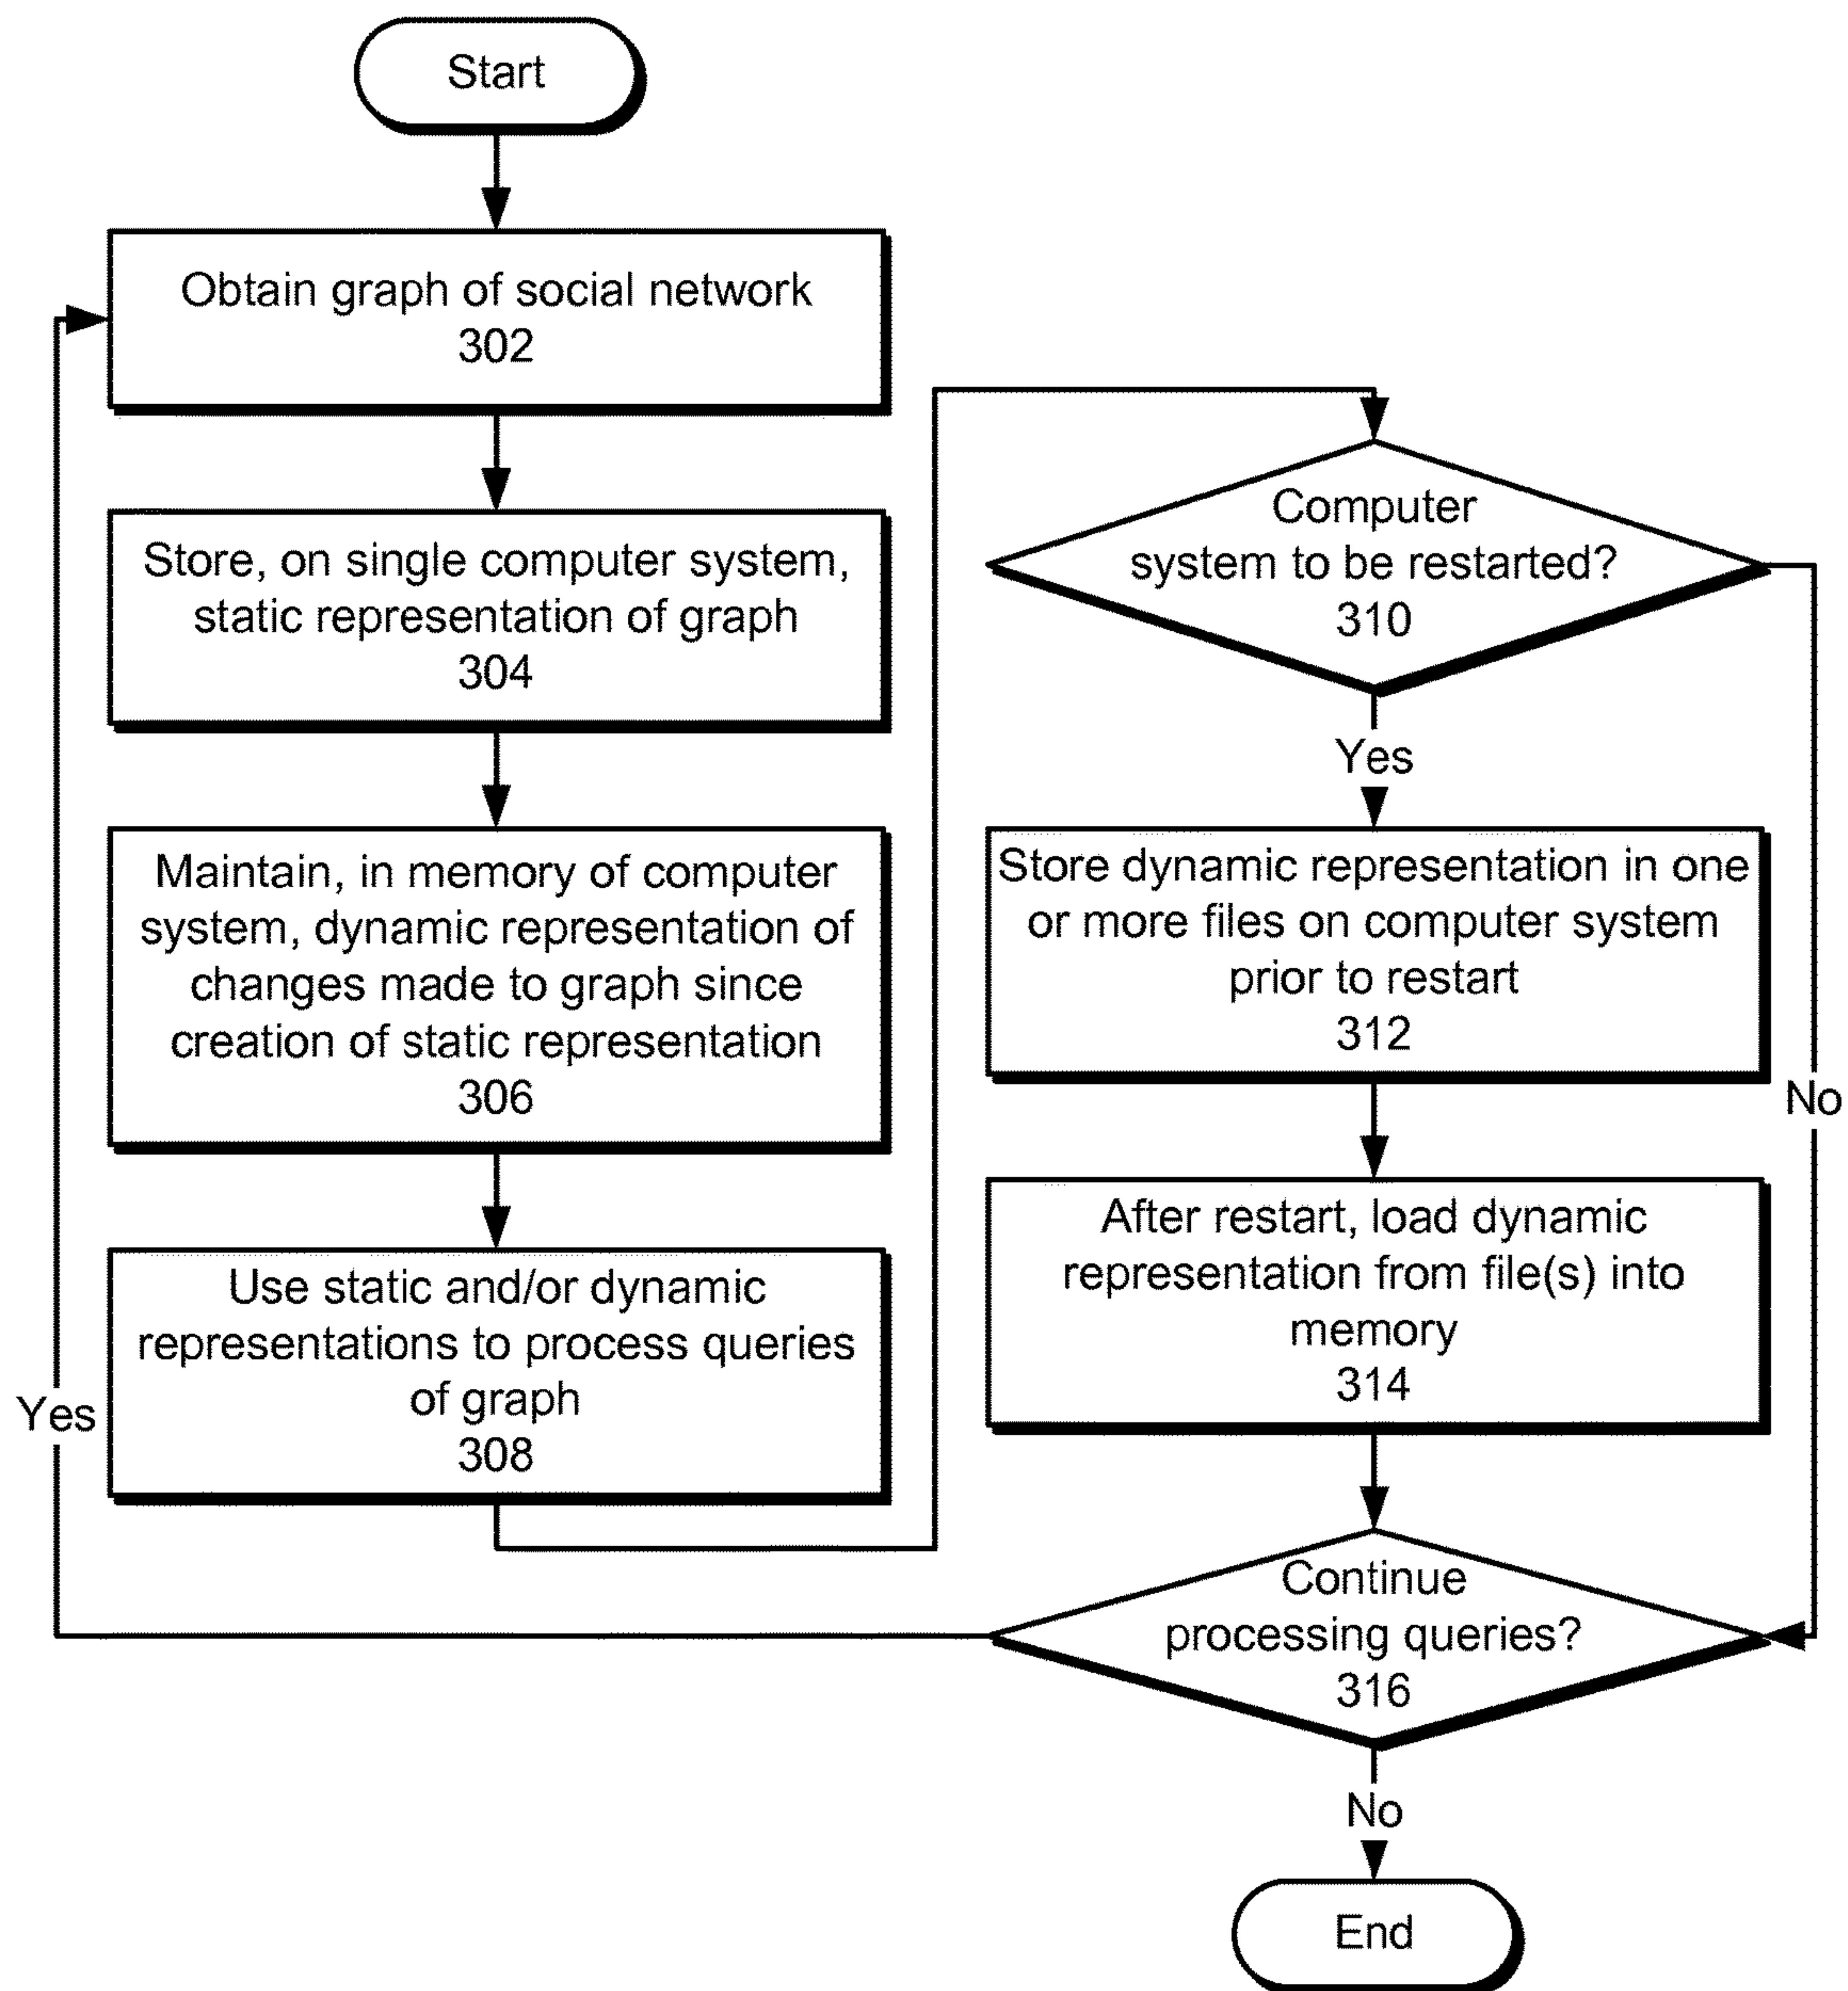 Start
Obtain graph of social network
302
Store, on single computer system,
static representation of graph
304
Maintain, in memory of computer
system, dynamic representation of
changes made to graph since
creation of static representation
306
Use static and/or dynamic
representations to process queries
of graph
308
Yes
Computer
system to be restarted?
310
Yes
No
Store dynamic representation in one
or more files on computer system
prior to restart
312
After restart, load dynamic
representation from file(s) into
memory
314
Continue
processing queries?
316
No
End